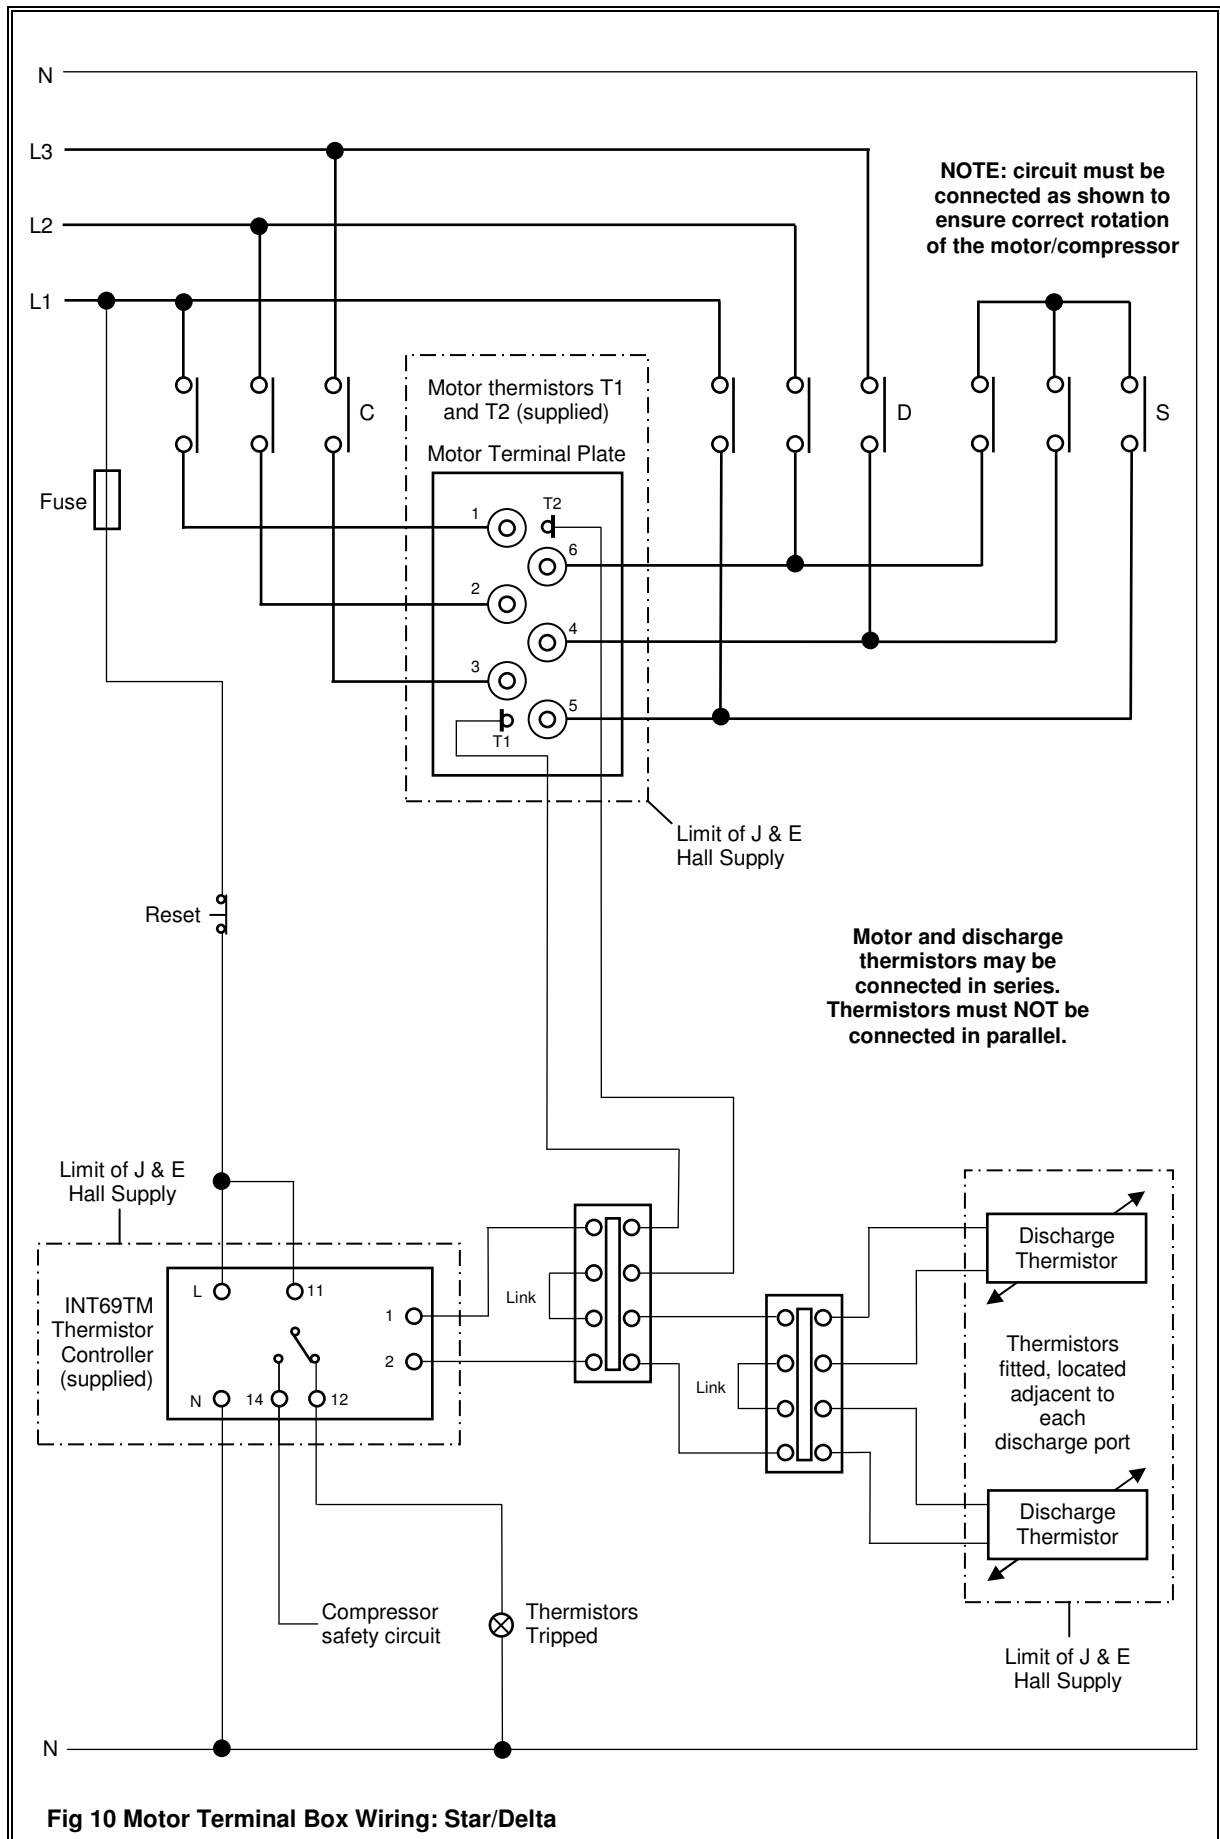 N
L3
NOTE: circuit must be
connected as shown to
ensure correct rotation
of the motor/compressor
L2
L1
Motor thermistors T1
and T2 (supplied)
C
D
S
Motor Terminal Plate
Fuse
1
T2
6
2
4
3
5
T1
Limit of J & E
Hall Supply
Reset
Motor and discharge
thermistors may be
connected in series.
Thermistors must NOT be
connected in parallel.
Limit of J & E
Hall Supply
INT69TM
Thermistor
Controller
(supplied)
L
11
1
2
N
14
12
Link
Link
Discharge
Thermistor
Thermistors
fitted, located
adjacent to
each
discharge port
Discharge
Thermistor
Compressor
safety circuit
Thermistors
Tripped
Limit of J & E
Hall Supply
N
Fig 10 Motor Terminal Box Wiring: Star/Delta